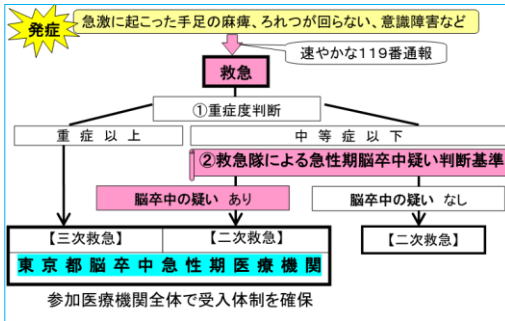 発症
急激に起こった手足の麻痺、ろれつが回らない、意識障害など
速やかな119番通報
救急
①重症度判断
重症以上
中等症以下
②救急隊による急性期脳卒中疑い判断基準
脳卒中の疑い あり
脳卒中の疑い なし
【三次救急】
【二次救急】
【二次救急】
東京都脳卒中急性期医療機関
参加医療機関全体で受入体制を確保